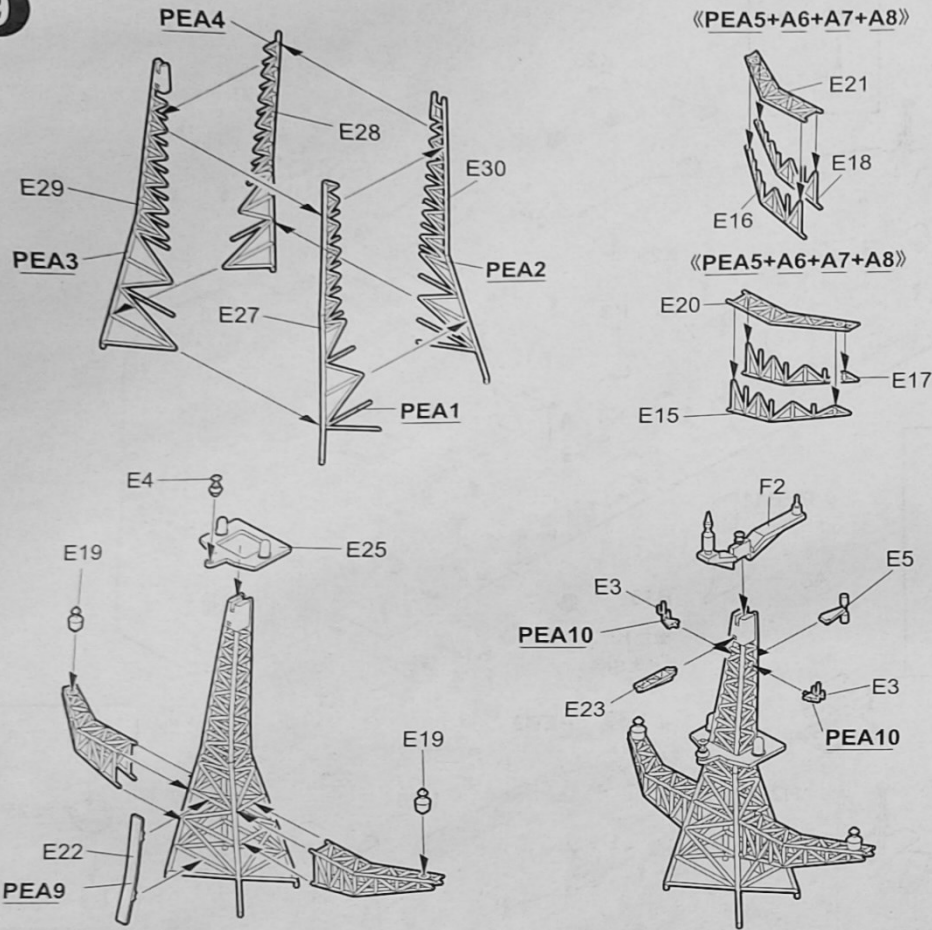 PEA4
E28
E29
E30
PEA3
PEA2
E27
PEA1
《PEA5+A6+A7+A8》
E21
E18
E16
《PEA5+A6+A7+A8》
E20
E17
E15
E4
E25
E19
E19
E22
PEA9
F2
E3
E5
PEA10
E23
E3
PEA10